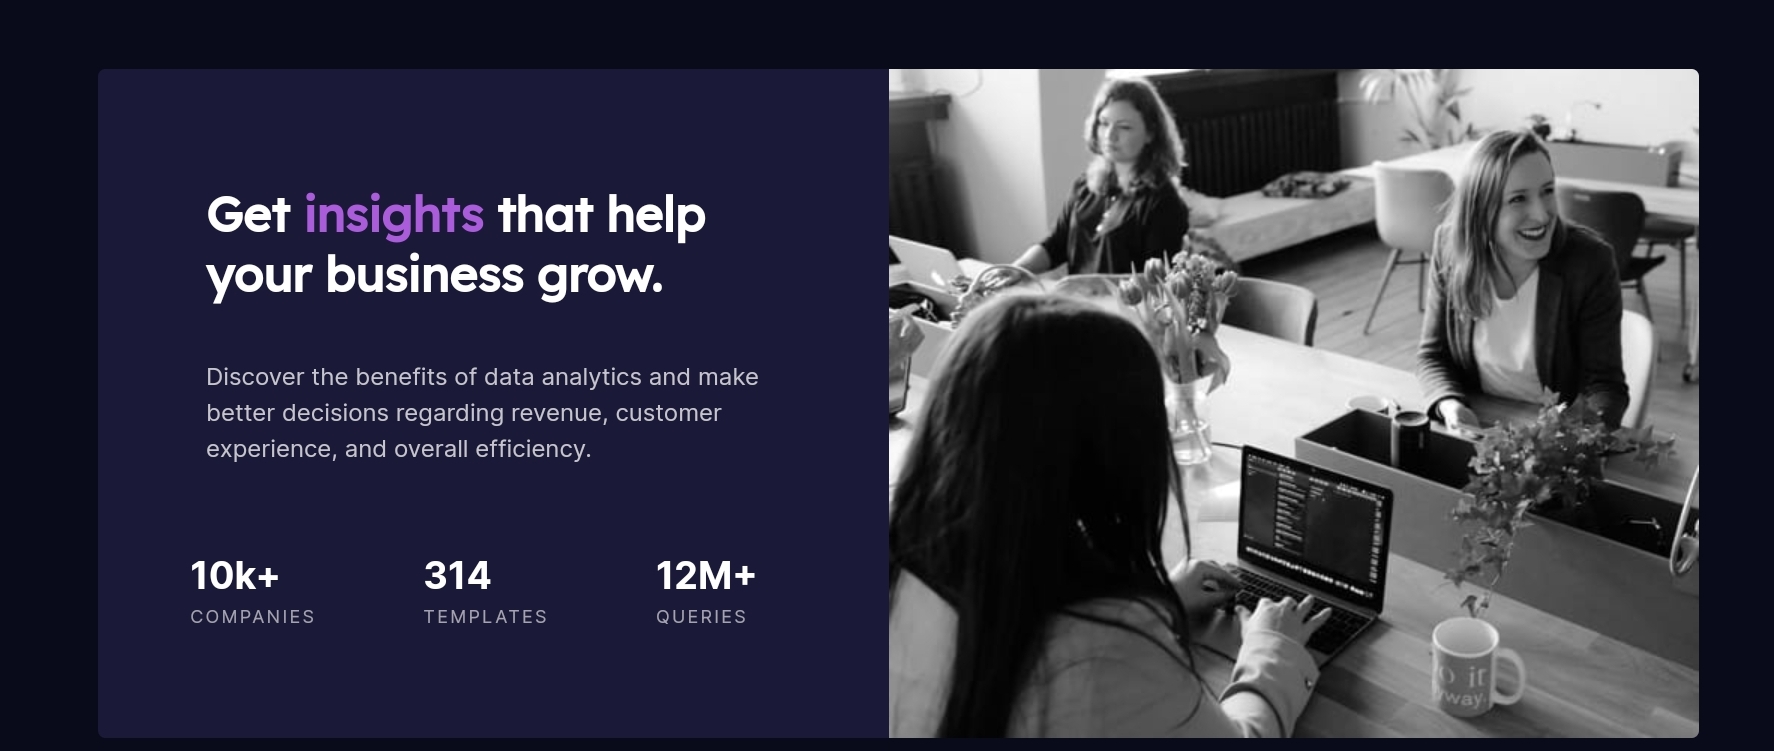 Get insights that help
your business grow.
Discover the benefits of data analytics and make
better decisions regarding revenue, customer
experience, and overall efficiency.
10k+ 314 12M+
COMPANIES TEMPLATES QUERIES
it
way.